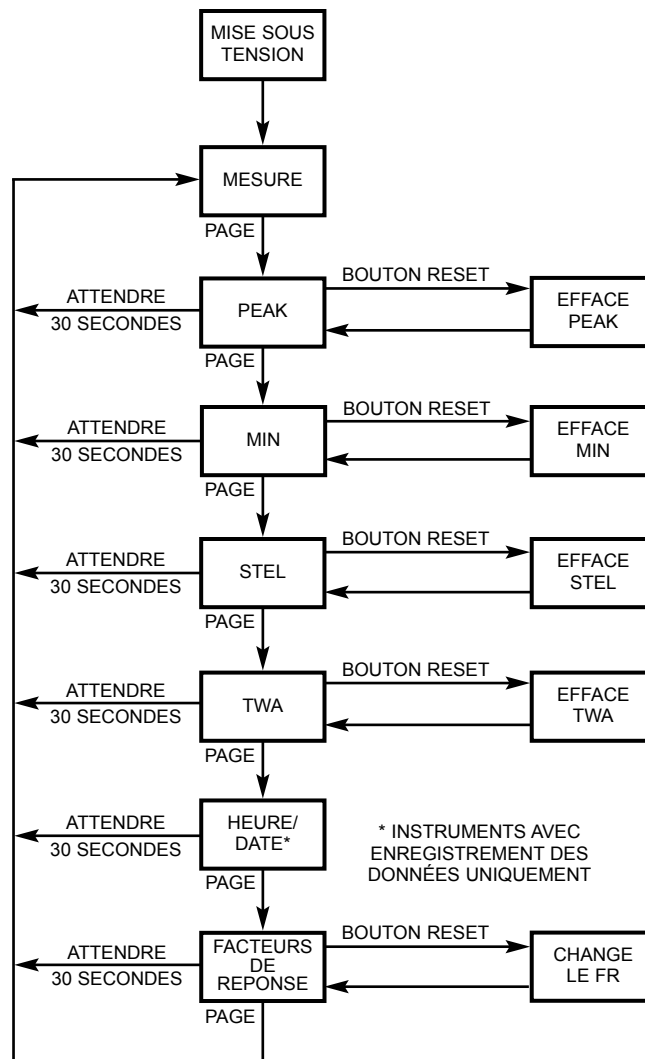 MISE SOUS
TENSION
MESURE
PAGE
ATTENDRE
30 SECONDES
PEAK
BOUTON RESET
EFFACE
PEAK
PAGE
ATTENDRE
30 SECONDES
MIN
BOUTON RESET
EFFACE
MIN
PAGE
ATTENDRE
30 SECONDES
STEL
BOUTON RESET
EFFACE
STEL
PAGE
ATTENDRE
30 SECONDES
TWA
BOUTON RESET
EFFACE
TWA
PAGE
ATTENDRE
30 SECONDES
HEURE/
DATE*
* INSTRUMENTS AVEC
ENREGISTREMENT DES
DONNÉES UNIQUEMENT
PAGE
ATTENDRE
30 SECONDES
FACTEURS
DE
REPONSE
BOUTON RESET
CHANGE
LE FR
PAGE